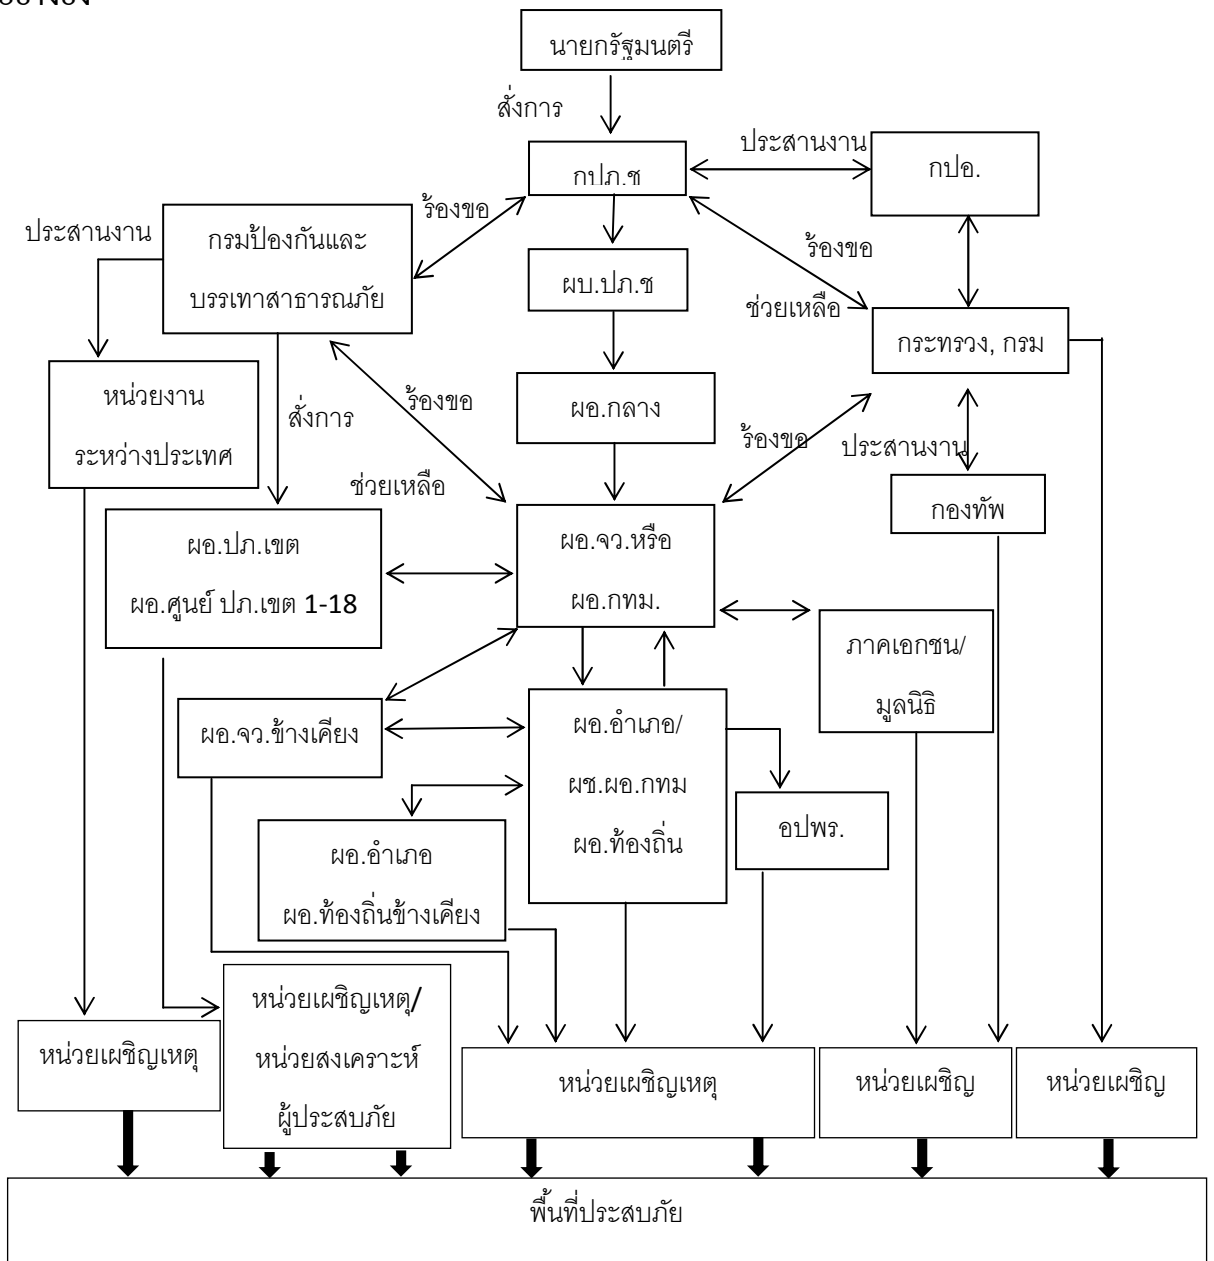 นายกรัฐมนตรี
สั่งการ
ประสานงาน
กปภ.ช
กปอ.
ร้องขอ
ประสานงาน
กรมป้องกันและ
บรรเทาสาธารณภัย
ร้องขอ
ผบ.ปภ.ช
ช่วยเหลือ
กระทรวง, กรม
หน่วยงาน
ระหว่างประเทศ
สั่งการ
ร้องขอ
ผอ.กลาง
ร้องขอ
ประสานงาน
ช่วยเหลือ
กองทัพ
ผอ.ปภ.เขต
ผอ.ศูนย์ ปภ.เขต 1-18
ผอ.จว.หรือ
ผอ.กทม.
ภาคเอกชน/
มูลนิธิ
ผอ.จว.ข้างเคียง
ผอ.อำเภอ/
ผช.ผอ.กทม
ผอ.ท้องถิ่น
อปพร.
ผอ.อำเภอ
ผอ.ท้องถิ่นข้างเคียง
หน่วยเผชิญเหตุ
หน่วยเผชิญเหตุ/
หน่วยสงเคราะห์
ผู้ประสบภัย
หน่วยเผชิญเหตุ
หน่วยเผชิญ
หน่วยเผชิญ
พื้นที่ประสบภัย